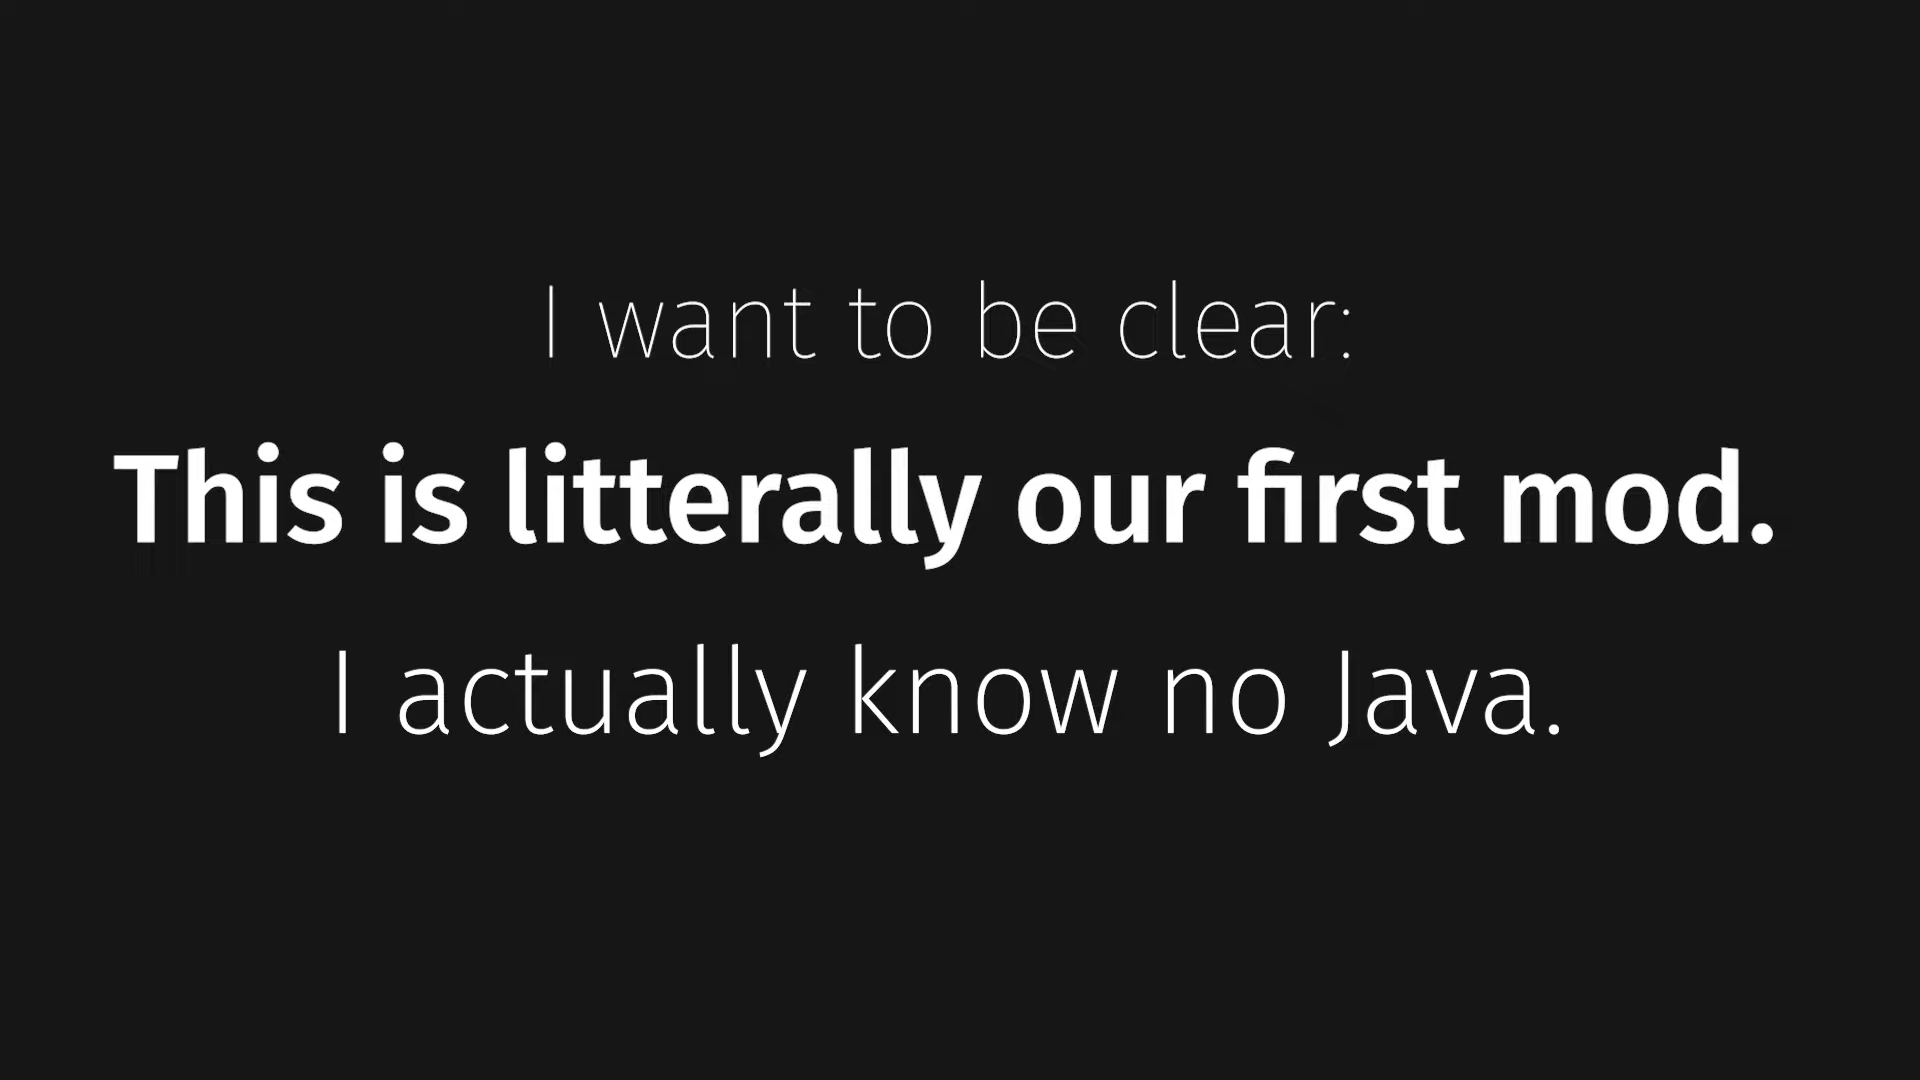 I want to be clear:
This is litterally our first mod.
I actually know no Java.